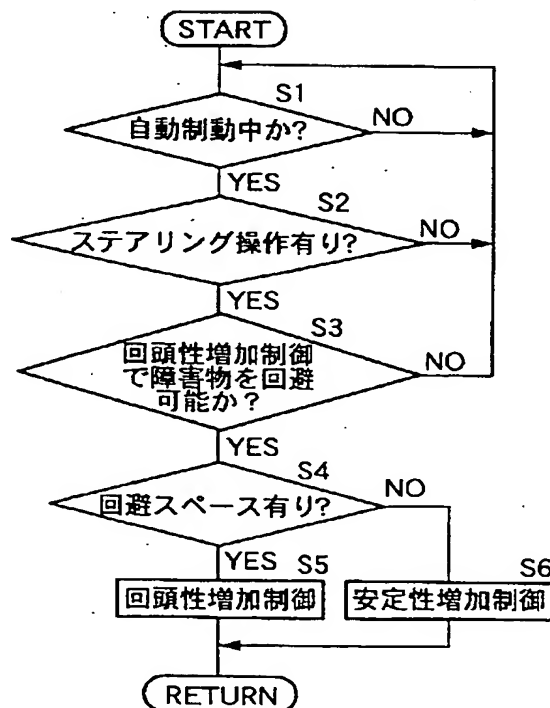 START
S1
自動制動中か?
NO
YES
S2
ステアリング操作有り?
NO
YES
S3
回頭性増加制御
で障害物を回避
可能か?
NO
YES
S4
回避スペース有り?
NO
YES
S5
回頭性増加制御
S6
安定性増加制御
RETURN